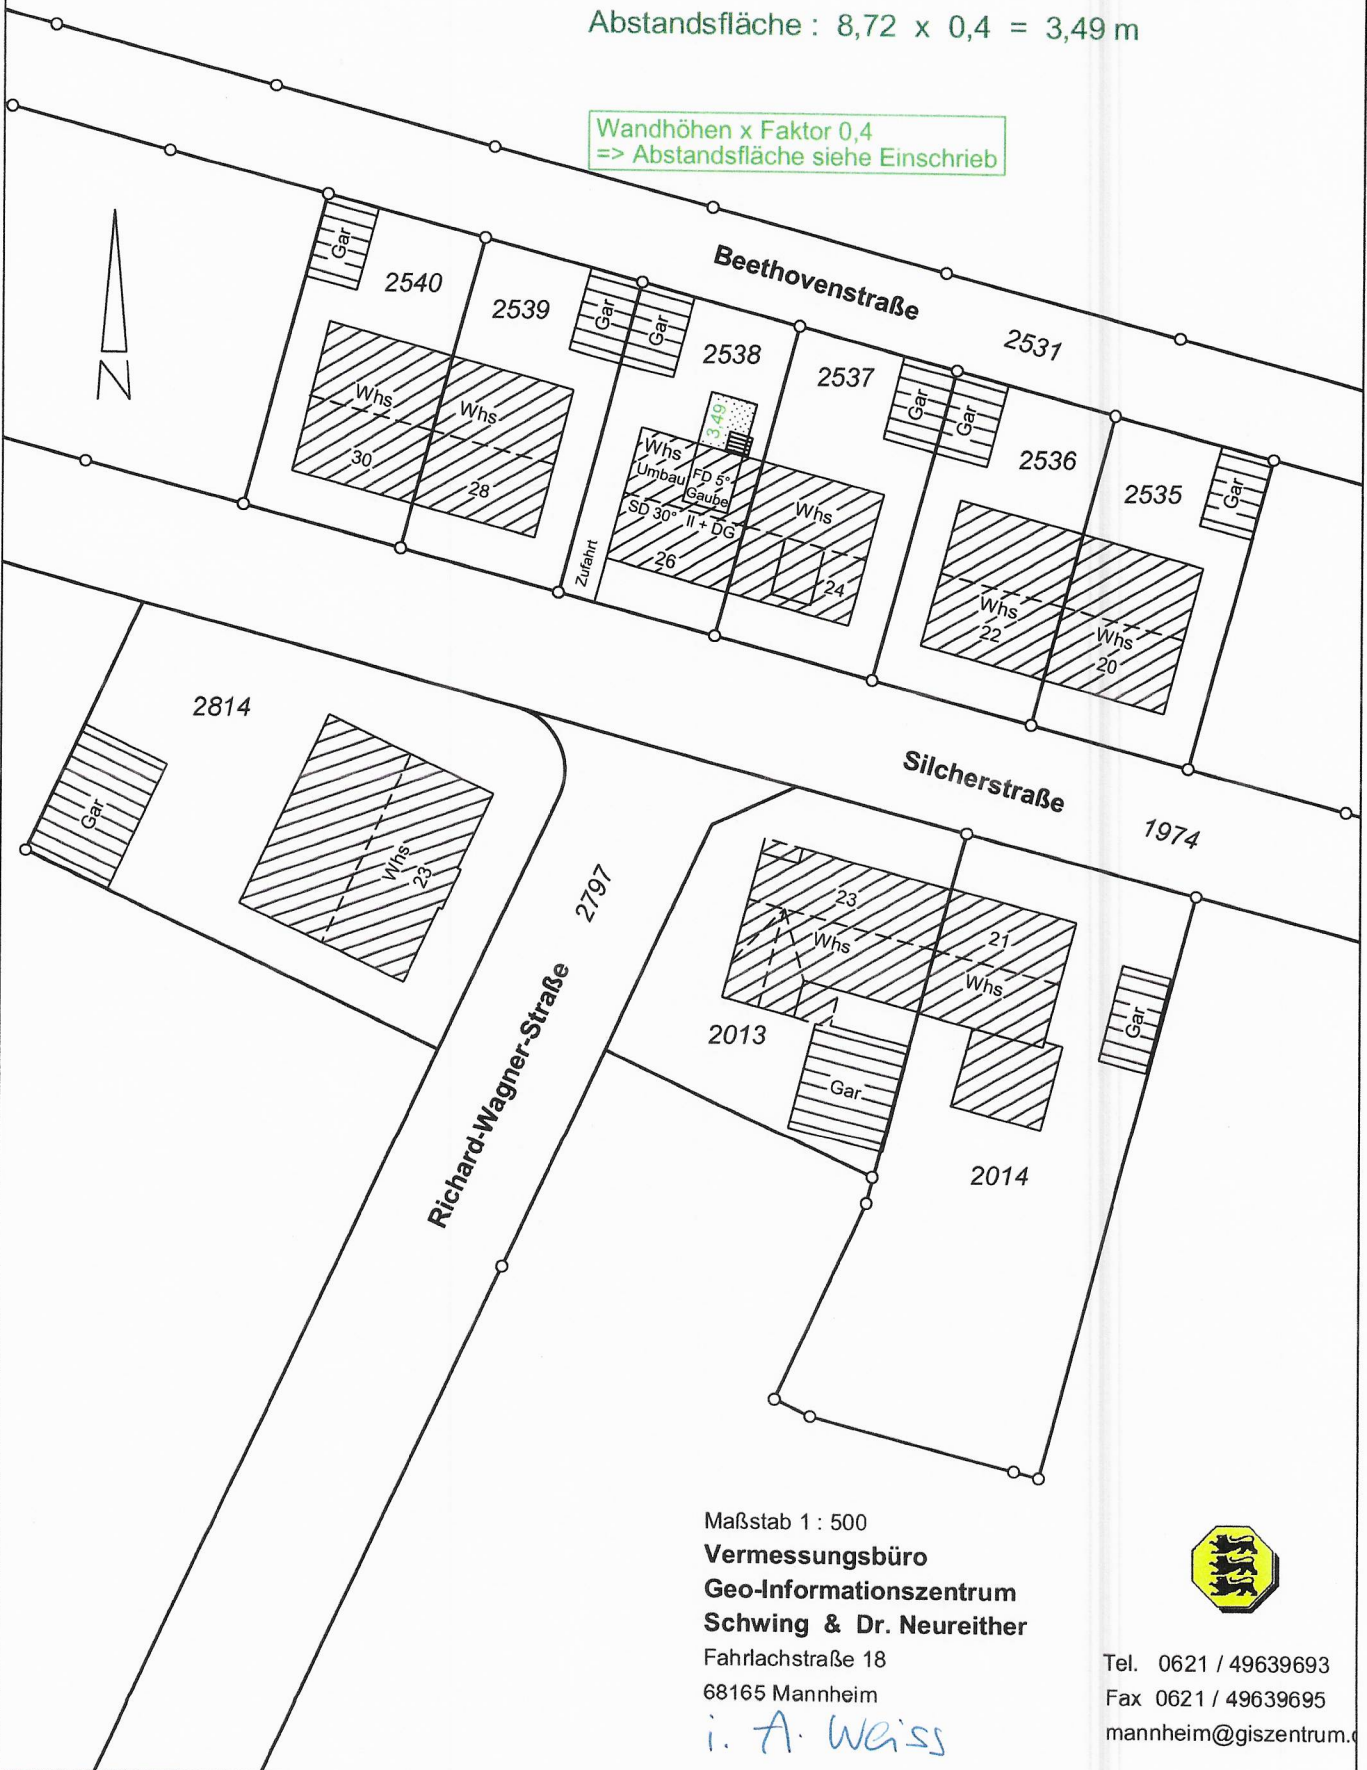 Abstandsfläche : 8,72 x 0,4 = 3,49 m
Wandhöhen x Faktor 0,4
=> Abstandsfläche siehe Einschrieb
Beethovenstraße
2531
Gar
2540
2539
Gar
Gar
2538
2537
Gar
Gar
2536
2535
Gar
N
Whs
30
Whs
28
3,49
Whs
Umbau
FD 5°
Gaube
SD 30° II + DG
26
Zufahrt
Whs
24
Whs
22
Whs
20
2814
Gar
Whs
23
Silcherstraße
1974
2797
Richard-Wagner-Straße
23
Whs
21
Whs
Gar
2013
Gar
2014
Maßstab 1 : 500
Vermessungsbüro
Geo-Informationszentrum
Schwing & Dr. Neureither
Fahrlachstraße 18
68165 Mannheim
i. A. Weiss
Tel. 0621 / 49639693
Fax 0621 / 49639695
mannheim@giszentrum.